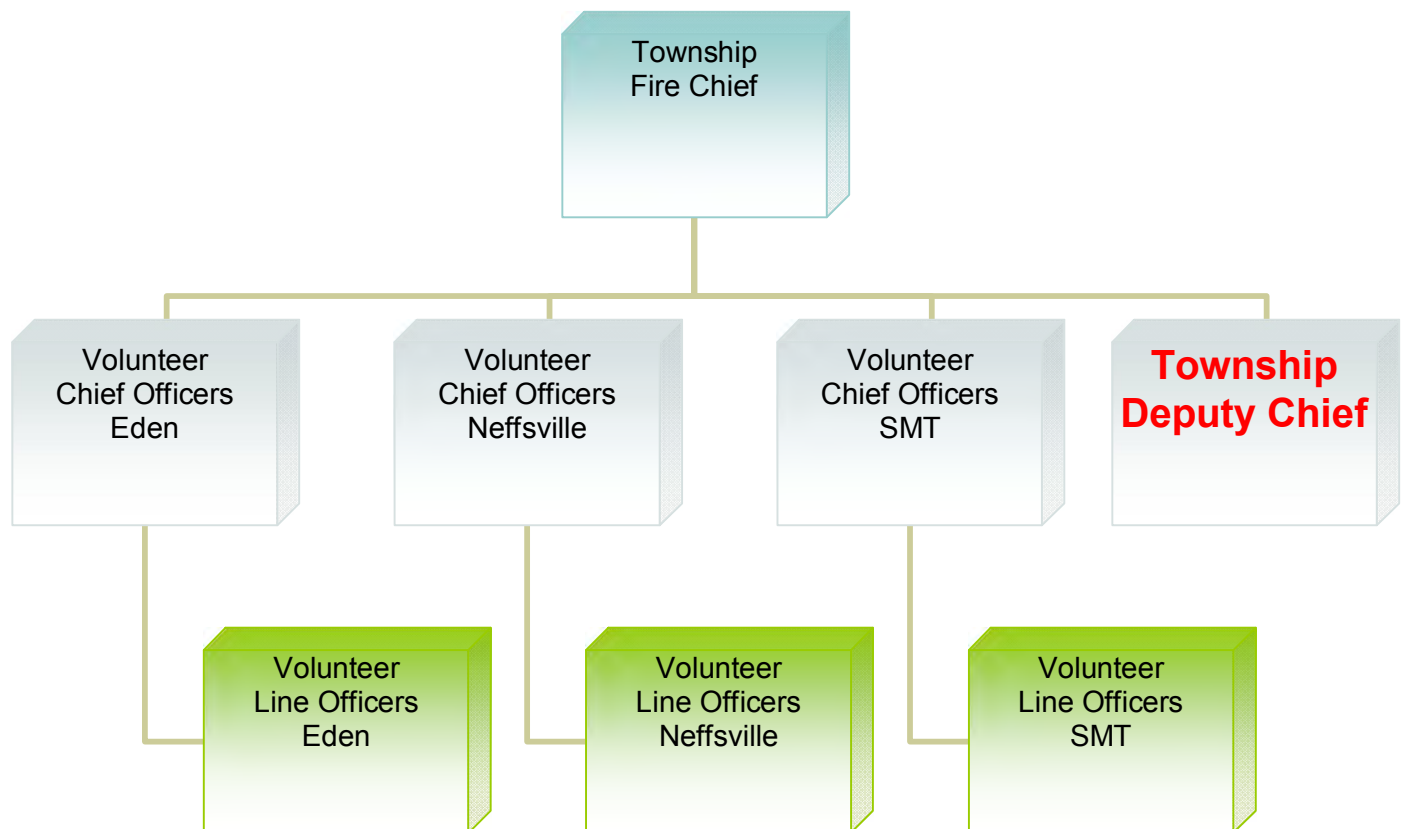 Township
Fire Chief
Volunteer
Chief Officers
Eden
Volunteer
Chief Officers
Neffsville
Volunteer
Chief Officers
SMT
Township
Deputy Chief
Volunteer
Line Officers
Eden
Volunteer
Line Officers
Neffsville
Volunteer
Line Officers
SMT